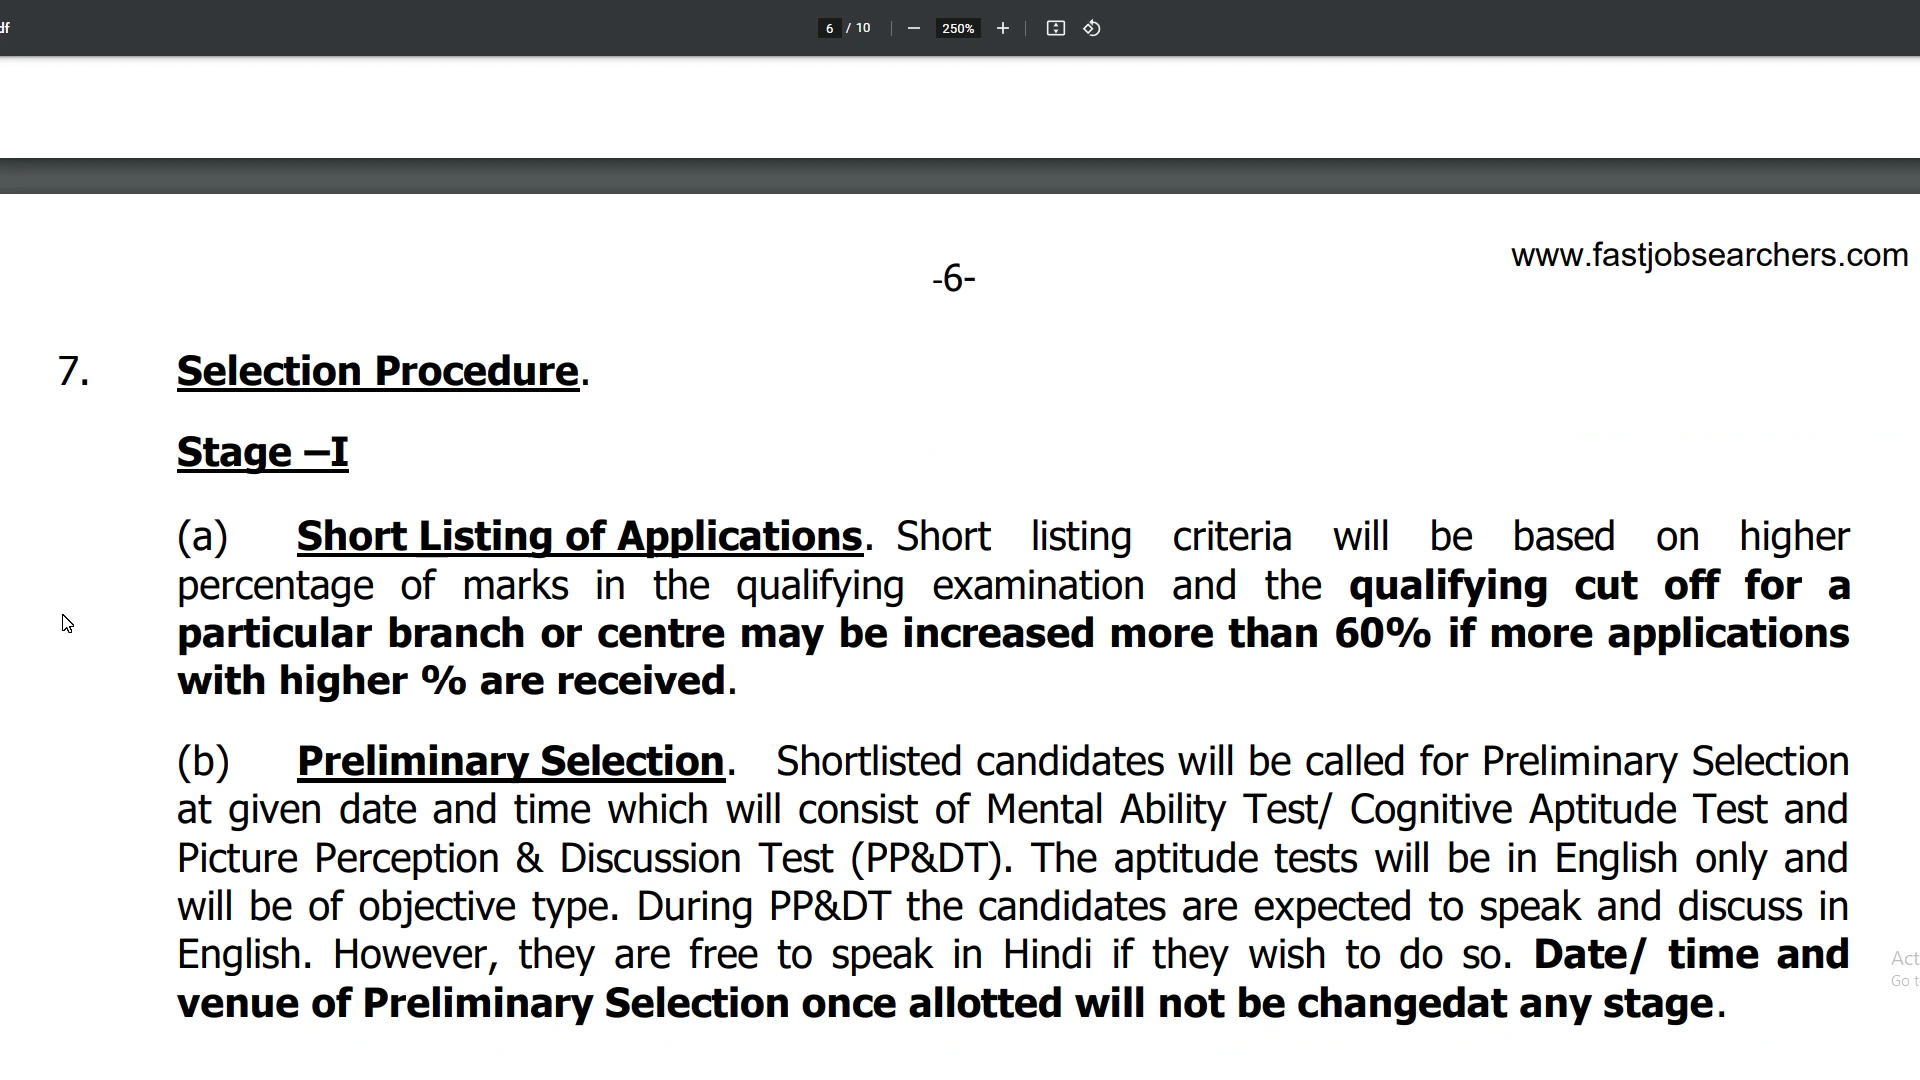 df
6 / 10
250%
www.fastjobsearchers.com
-6-
7. Selection Procedure.
Stage –I
(a) Short Listing of Applications. Short listing criteria will be based on higher
percentage of marks in the qualifying examination and the qualifying cut off for a
particular branch or centre may be increased more than 60% if more applications
with higher % are received.
(b) Preliminary Selection. Shortlisted candidates will be called for Preliminary Selection
at given date and time which will consist of Mental Ability Test/ Cognitive Aptitude Test and
Picture Perception & Discussion Test (PP&DT). The aptitude tests will be in English only and
will be of objective type. During PP&DT the candidates are expected to speak and discuss in
English. However, they are free to speak in Hindi if they wish to do so. Date/ time and
venue of Preliminary Selection once allotted will not be changedat any stage.
Act
Go t